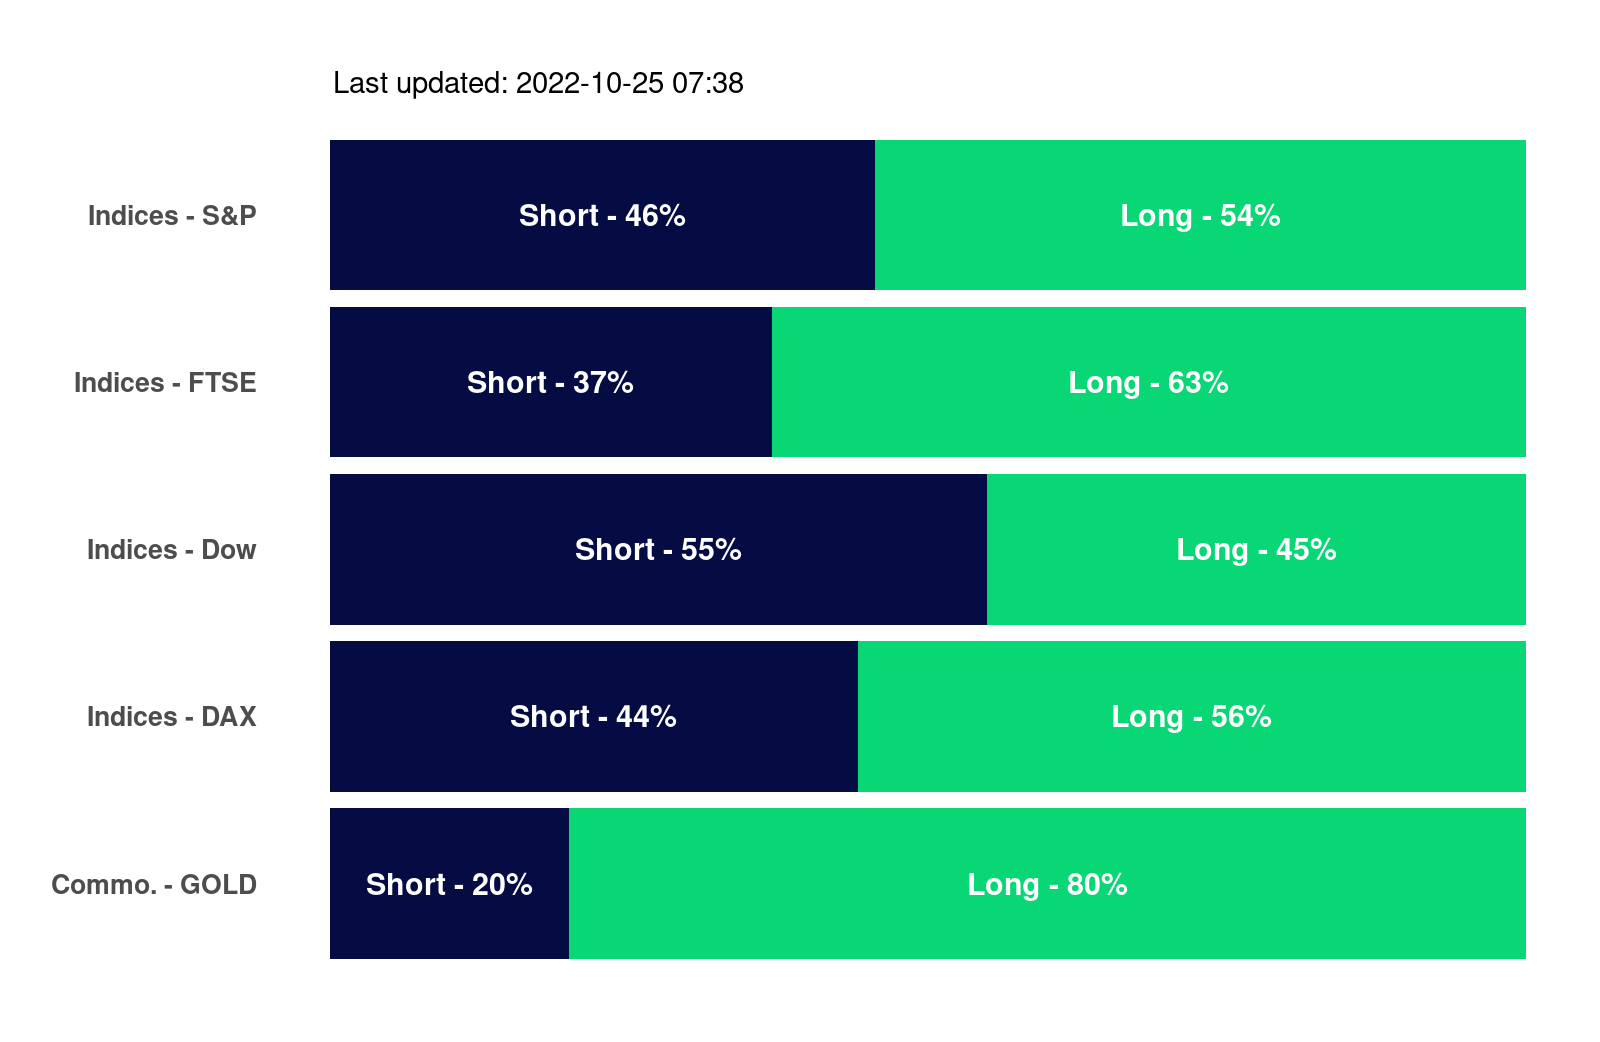 Last updated: 2022-10-25 07:38
Indices - S&P Short - 46% Long - 54%
Indices - FTSE Short - 37% Long - 63%
Indices - Dow Short - 55% Long - 45%
Indices - DAX Short - 44% Long - 56%
Commo. - GOLD Short - 20% Long - 80%